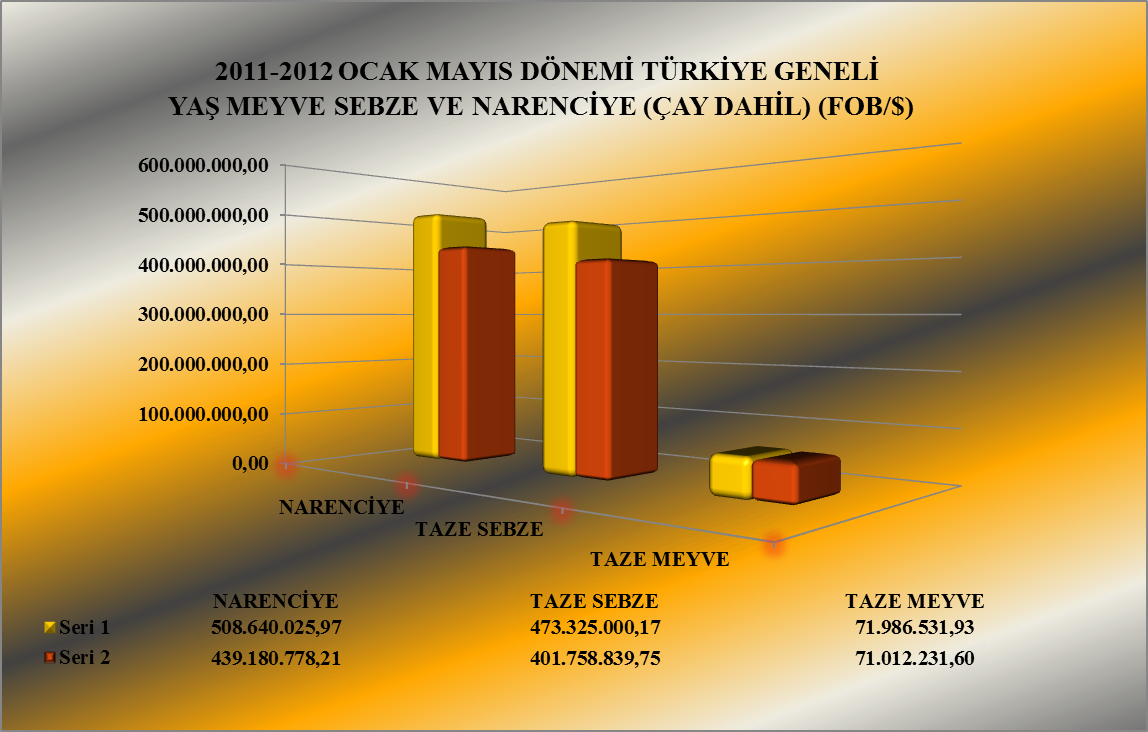 2011-2012 OCAK MAYIS DÖNEMİ TÜRKİYE GENELİ
YAŞ MEYVE SEBZE VE NARENCİYE (ÇAY DAHİL) (FOB/$)
600.000.000,00
500.000.000,00
400.000.000,00
300.000.000,00
200.000.000,00
100.000.000,00
0,00
NARENCİYE
TAZE SEBZE
TAZE MEYVE
NARENCİYE TAZE SEBZE TAZE MEYVE
Seri 1 508.640.025,97 473.325.000,17 71.986.531,93
Seri 2 439.180.778,21 401.758.839,75 71.012.231,60